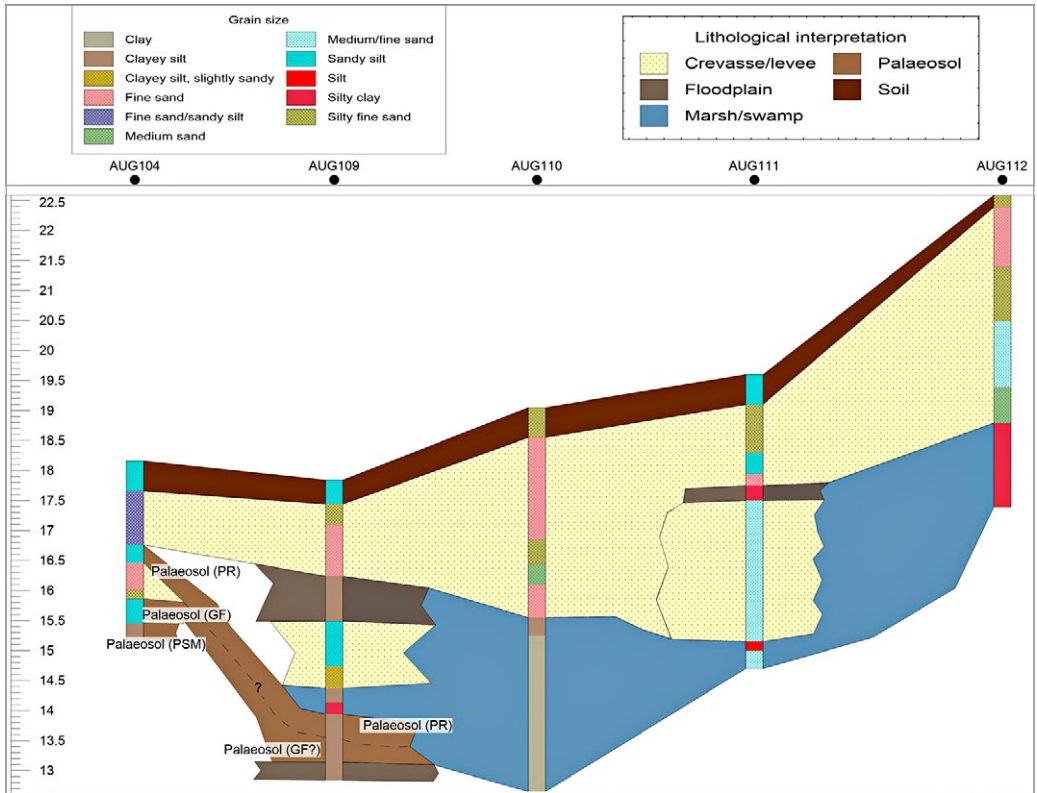 Grain size
Clay
Clayey silt
Clayey silt, slightly sandy
Fine sand
Fine sand/sandy silt
Medium sand
Medium/fine sand
Sandy silt
Silt
Silty clay
Silty fine sand
Lithological interpretation
Crevasse/levee
Floodplain
Marsh/swamp
Palaeosol
Soil
AUG104 AUG109 AUG110 AUG111 AUG112
22.5
22
21.5
21
20.5
20
19.5
19
18.5
18
17.5
17
16.5
16
15.5
15
14.5
14
13.5
13
Palaeosol (PR)
Palaeosol (GF)
Palaeosol (PSM)
?
Palaeosol (PR)
Palaeosol (GF?)